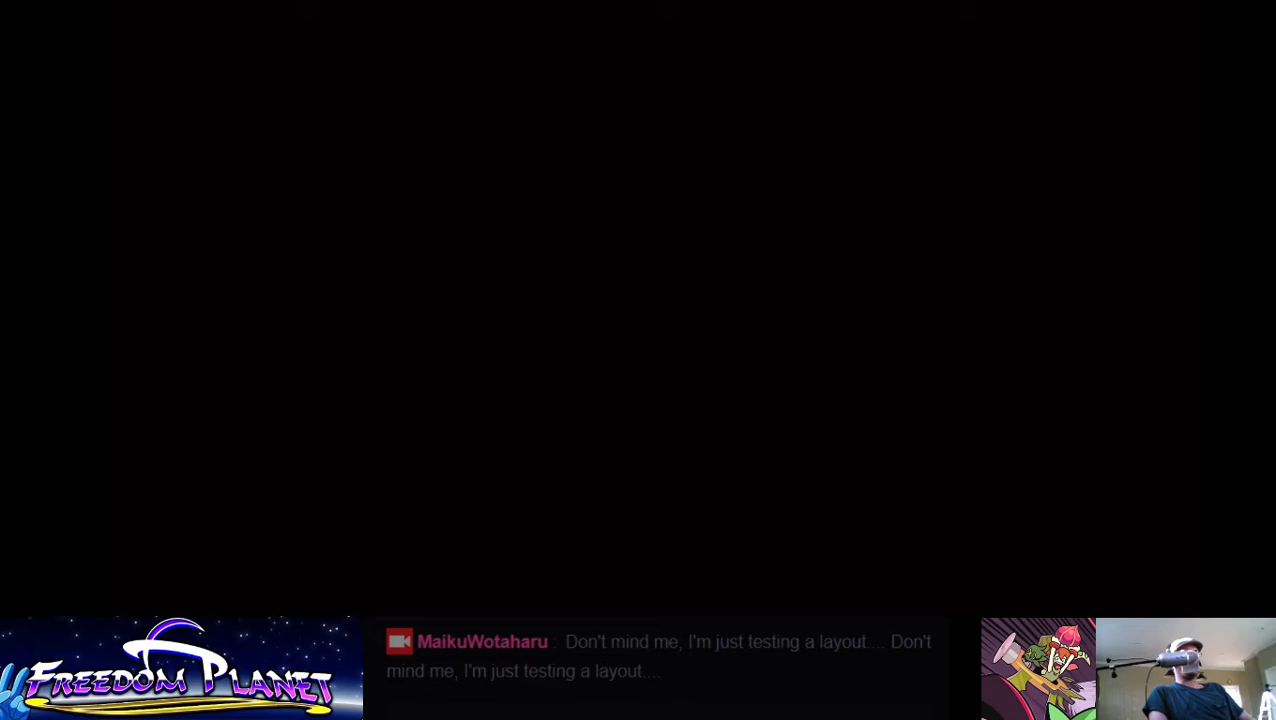 FREEDOM PLANET
MaikuWotaharu : Don't mind me, I'm just testing a layout.... Don't
mind me, I'm just testing a layout....